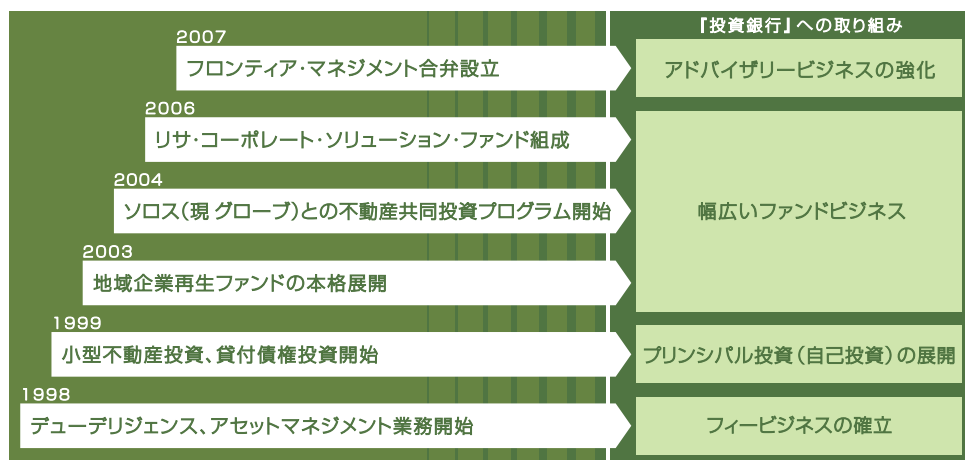 『投資銀行』への取り組み
2007
フロンティア・マネジメント合弁設立
アドバイザリービジネスの強化
2006
リサ・コーポレート・ソリューション・ファンド組成
2004
ソロス（現 グローブ）との不動産共同投資プログラム開始
幅広いファンドビジネス
2003
地域企業再生ファンドの本格展開
1999
小型不動産投資、貸付債権投資開始
プリンシパル投資（自己投資）の展開
1998
デューデリジェンス、アセットマネジメント業務開始
フィービジネスの確立